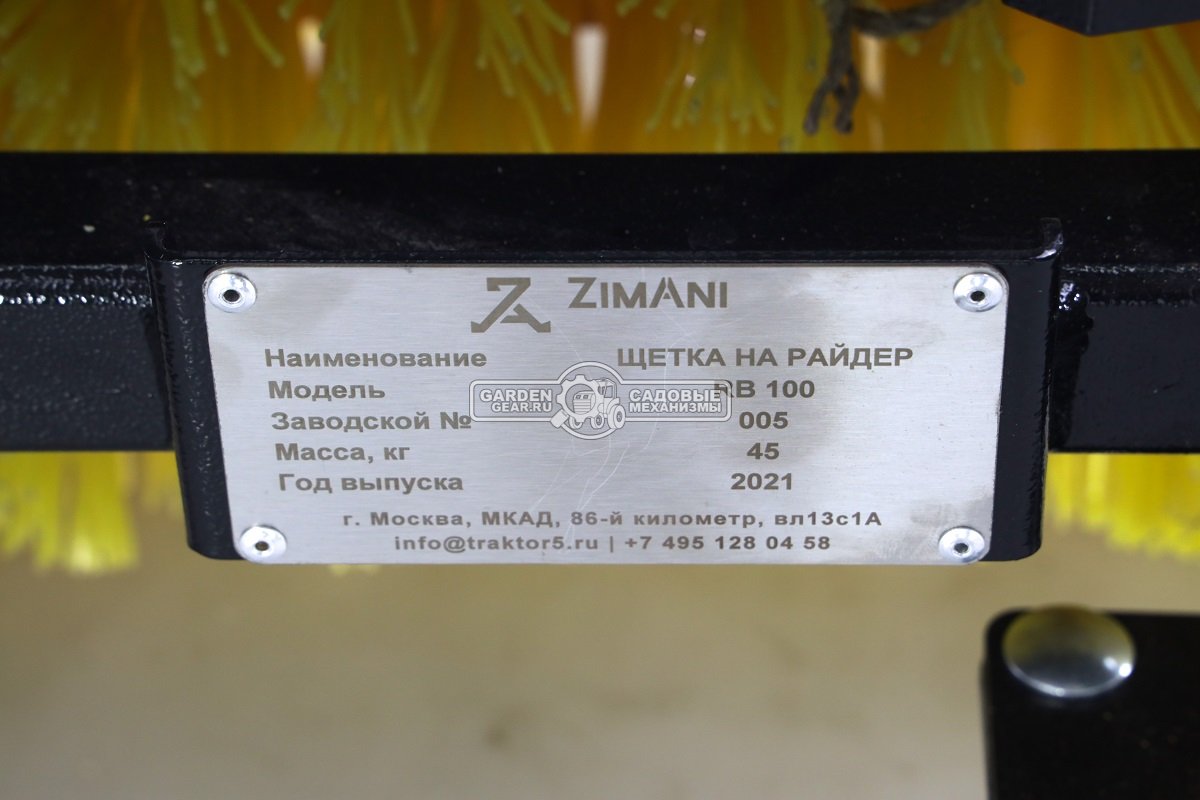 ZIMANI
Наименование ЩЕТКА НА РАЙДЕР
Модель RB 100
GARDEN GEAR.RU САДОВЫЕ МЕХАНИЗМЫ
Заводской № 005
Масса, кг 45
Год выпуска 2021
г. Москва, МКАД, 86-й километр, вл13с1А
info@traktor5.ru | +7 495 128 04 58